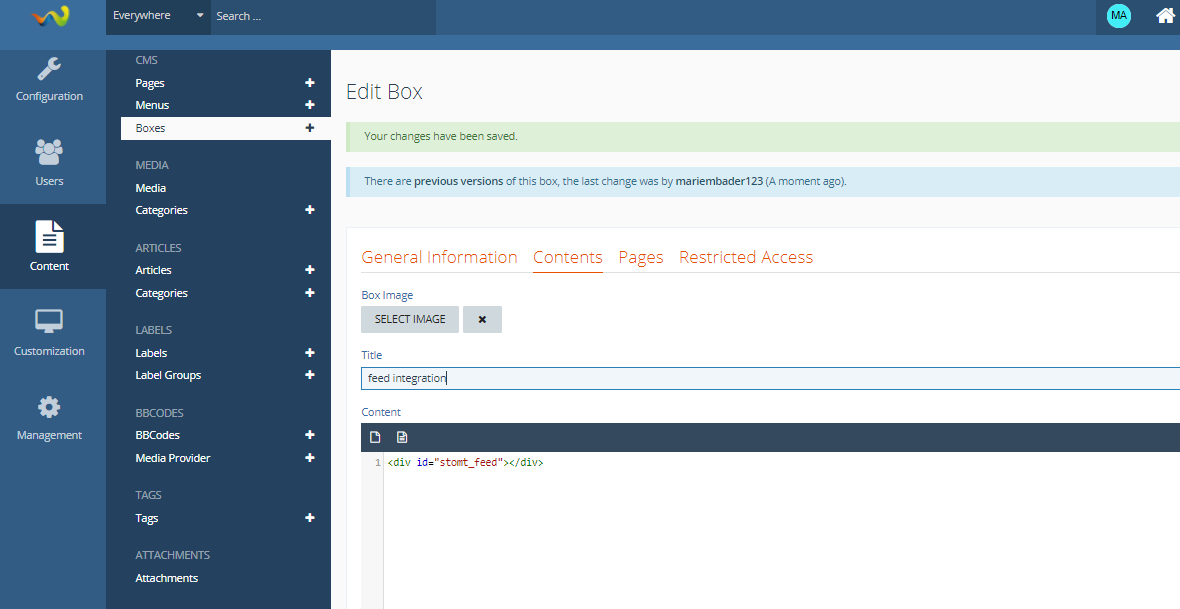 Everywhere
Search ...
MA
Configuration
Users
Content
Customization
Management
CMS
Pages
Menus
Boxes
MEDIA
Media
Categories
ARTICLES
Articles
Categories
LABELS
Labels
Label Groups
BBCODES
BBCodes
Media Provider
TAGS
Tags
ATTACHMENTS
Attachments
Edit Box
Your changes have been saved.
There are previous versions of this box, the last change was by mariembader123 (A moment ago).
General Information Contents Pages Restricted Access
Box Image
SELECT IMAGE
Title
feed integration
Content
1 <div id="stomt_feed"></div>